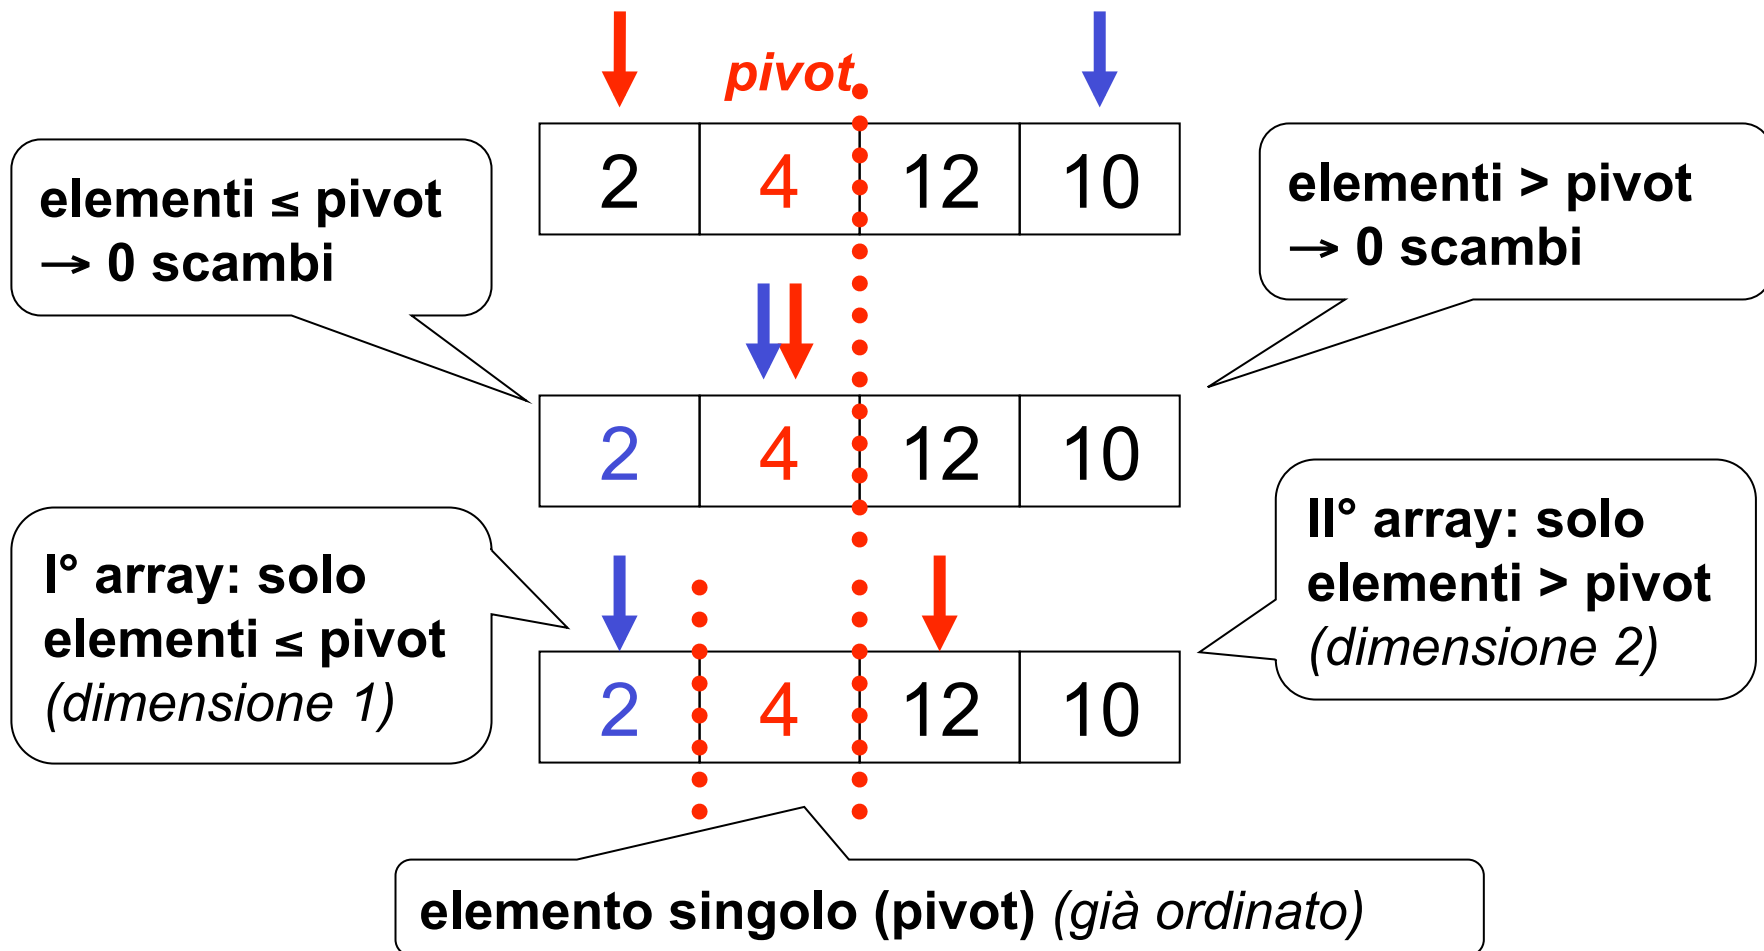 pivot
2 4 12 10
elementi ≤ pivot
→ 0 scambi
elementi > pivot
→ 0 scambi
2 4 12 10
I° array: solo
elementi ≤ pivot
(dimensione 1)
II° array: solo
elementi > pivot
(dimensione 2)
2 4 12 10
elemento singolo (pivot) (già ordinato)